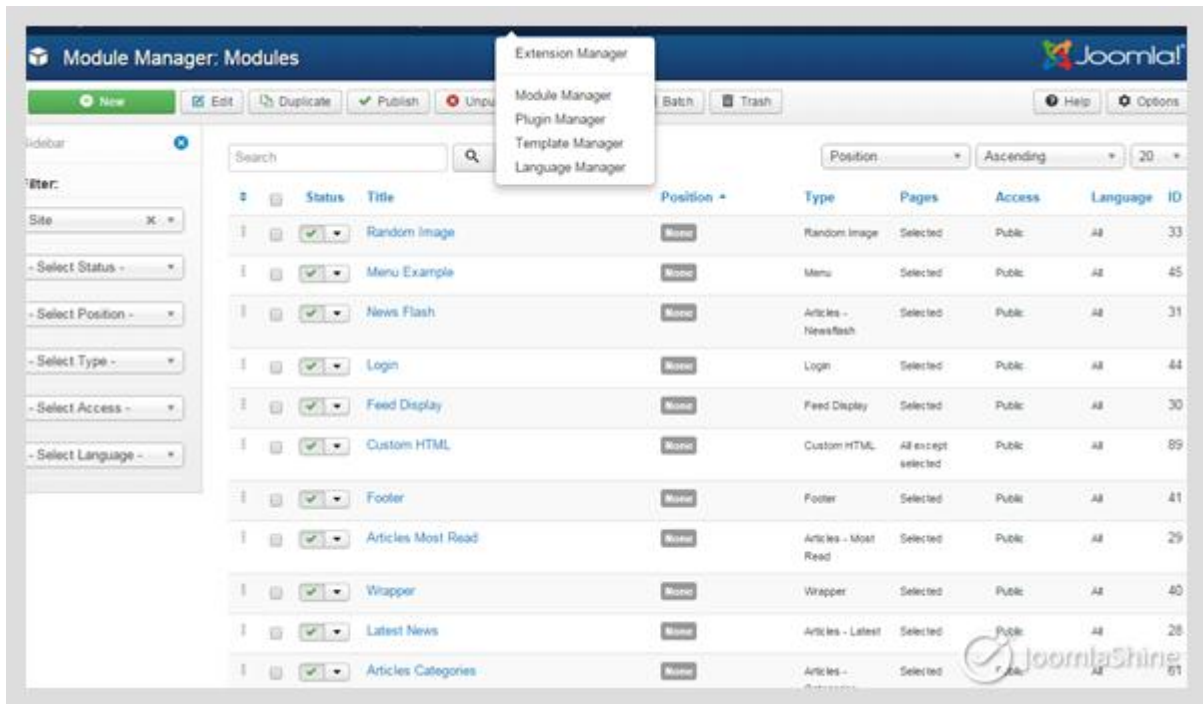 Module Manager: Modules
Joomla!
Extension Manager
Module Manager
Plugin Manager
Template Manager
Language Manager
New Edit Duplicate Publish Unpu Batch Trash Help Options
Sidebar
Filter:
Site
- Select Status -
- Select Position -
- Select Type -
- Select Access -
- Select Language -
Search Position Ascending 20
Status Title Position Type Pages Access Language ID
Random Image None Random Image Selected Public All 33
Menu Example None Menu Selected Public All 45
News Flash None Articles - Selected Public All 31
Newsflash
Login None Login Selected Public All 44
Feed Display None Feed Display Selected Public All 30
Custom HTML None Custom HTML All except Public All 89
selected
Footer None Footer Selected Public All 41
Articles Most Read None Articles - Most Selected Public All 29
Read
Wrapper None Wrapper Selected Public All 40
Latest News None Articles - Latest Selected Public All 28
Articles Categories None Articles - Selected Public All 61
JoomlaShine